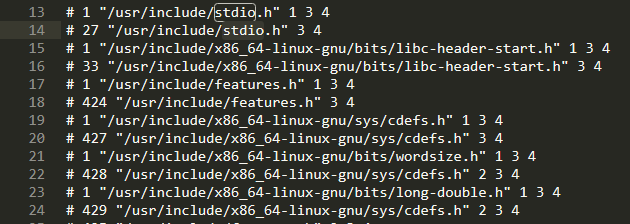 13 # 1 "/usr/include/stdio.h" 1 3 4
14 # 27 "/usr/include/stdio.h" 3 4
15 # 1 "/usr/include/x86_64-linux-gnu/bits/libc-header-start.h" 1 3 4
16 # 33 "/usr/include/x86_64-linux-gnu/bits/libc-header-start.h" 3 4
17 # 1 "/usr/include/features.h" 1 3 4
18 # 424 "/usr/include/features.h" 3 4
19 # 1 "/usr/include/x86_64-linux-gnu/sys/cdefs.h" 1 3 4
20 # 427 "/usr/include/x86_64-linux-gnu/sys/cdefs.h" 3 4
21 # 1 "/usr/include/x86_64-linux-gnu/bits/wordsize.h" 1 3 4
22 # 428 "/usr/include/x86_64-linux-gnu/sys/cdefs.h" 2 3 4
23 # 1 "/usr/include/x86_64-linux-gnu/bits/long-double.h" 1 3 4
24 # 429 "/usr/include/x86_64-linux-gnu/sys/cdefs.h" 2 3 4